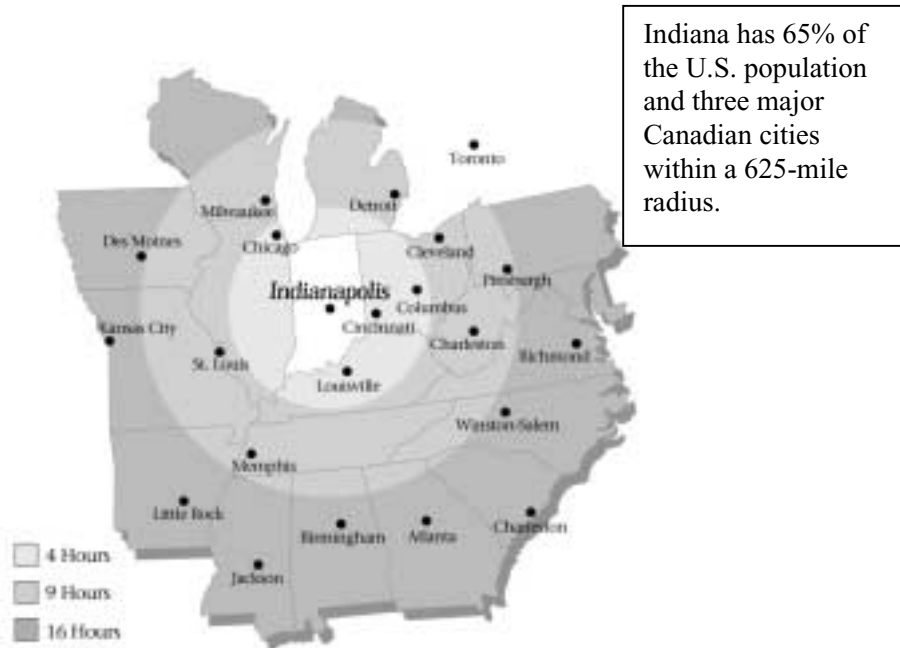 Indiana has 65% of
the U.S. population
and three major
Canadian cities
within a 625-mile
radius.
Toronto
Milwaukee
Detroit
Chicago
Des Moines
Cleveland
Pittsburgh
Indianapolis
Columbus
Cincinnati
Kansas City
Charleston
Richmond
St. Louis
Louisville
Winston-Salem
Memphis
Little Rock
Birmingham
Atlanta
Charleston
Jackson
4 Hours
9 Hours
16 Hours